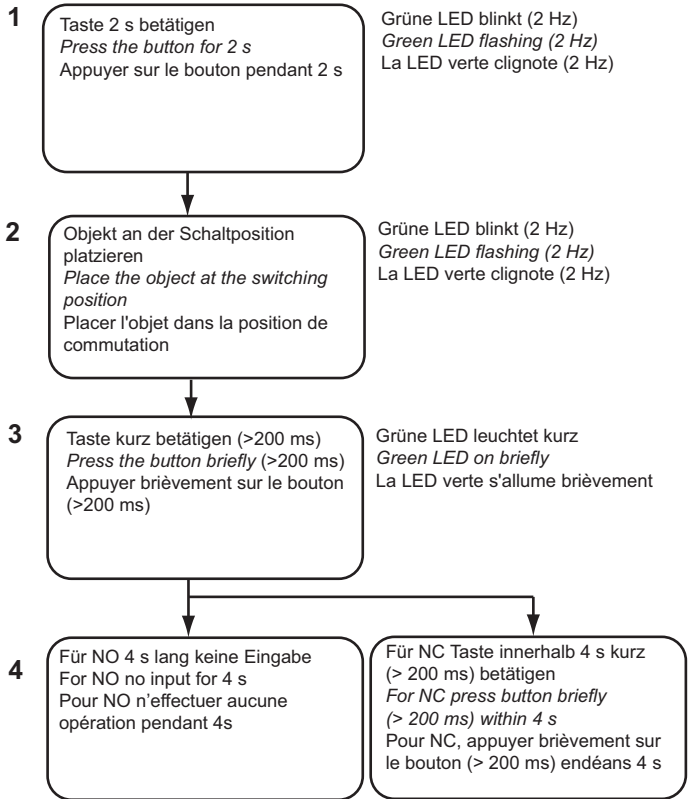 1
Taste 2 s betätigen
Press the button for 2 s
Appuyer sur le bouton pendant 2 s
Grüne LED blinkt (2 Hz)
Green LED flashing (2 Hz)
La LED verte clignote (2 Hz)
2
Objekt an der Schaltposition
platzieren
Place the object at the switching
position
Placer l'objet dans la position de
commutation
Grüne LED blinkt (2 Hz)
Green LED flashing (2 Hz)
La LED verte clignote (2 Hz)
3
Taste kurz betätigen (>200 ms)
Press the button briefly (>200 ms)
Appuyer brièvement sur le bouton
(>200 ms)
Grüne LED leuchtet kurz
Green LED on briefly
La LED verte s'allume brièvement
4
Für NO 4 s lang keine Eingabe
For NO no input for 4 s
Pour NO n’effectuer aucune
opération pendant 4s
Für NC Taste innerhalb 4 s kurz
(> 200 ms) betätigen
For NC press button briefly
(> 200 ms) within 4 s
Pour NC, appuyer brièvement sur
le bouton (> 200 ms) endéans 4 s